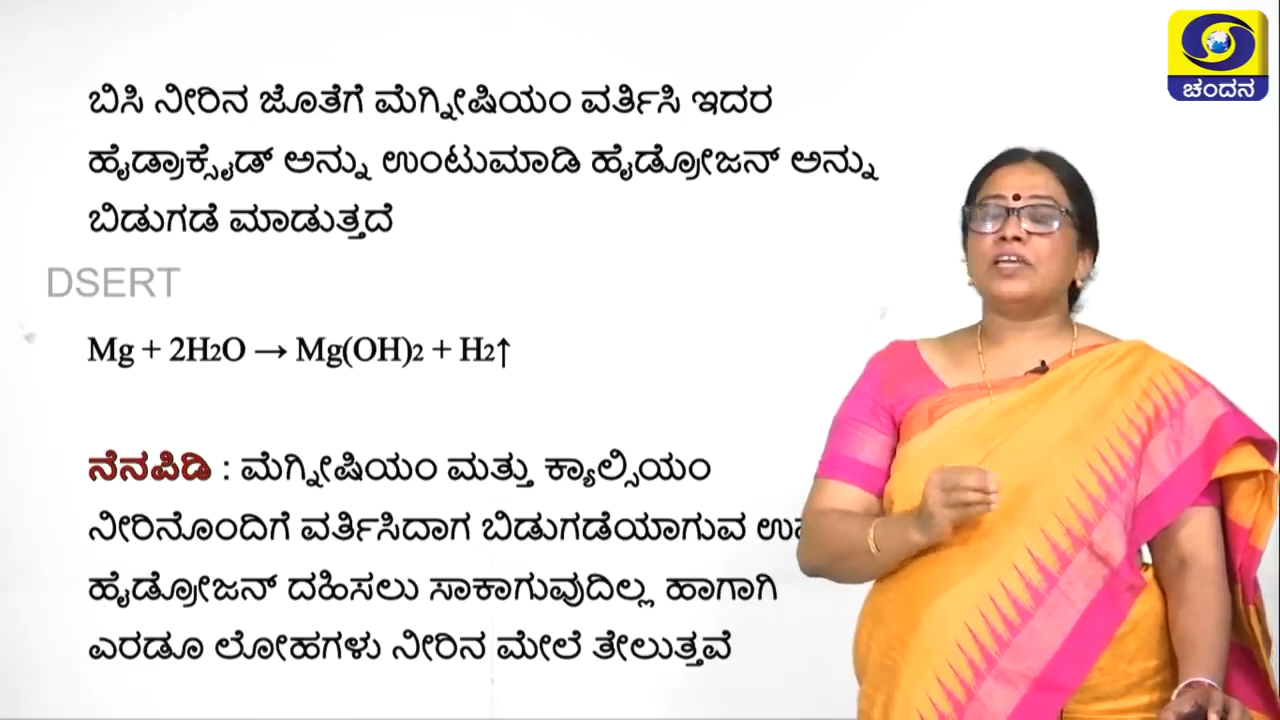 ಚಂದನ
ಬಿಸಿ ನೀರಿನ ಜೊತೆಗೆ ಮೆಗ್ನೀಷಿಯಂ ವರ್ತಿಸಿ ಇದರ
ಹೈಡ್ರಾಕ್ಸೈಡ್ ಅನ್ನು ಉಂಟುಮಾಡಿ ಹೈಡ್ರೋಜನ್ ಅನ್ನು
ಬಿಡುಗಡೆ ಮಾಡುತ್ತದೆ
DSERT
Mg + 2H2O → Mg(OH)2 + H2↑
ನೆನಪಿಡಿ : ಮೆಗ್ನೀಷಿಯಂ ಮತ್ತು ಕ್ಯಾಲ್ಸಿಯಂ
ನೀರಿನೊಂದಿಗೆ ವರ್ತಿಸಿದಾಗ ಬಿಡುಗಡೆಯಾಗುವ
ಹೈಡ್ರೋಜನ್ ದಹಿಸಲು ಸಾಕಾಗುವುದಿಲ್ಲ ಹಾಗಾಗಿ
ಎರಡೂ ಲೋಹಗಳು ನೀರಿನ ಮೇಲೆ ತೇಲುತ್ತವೆ